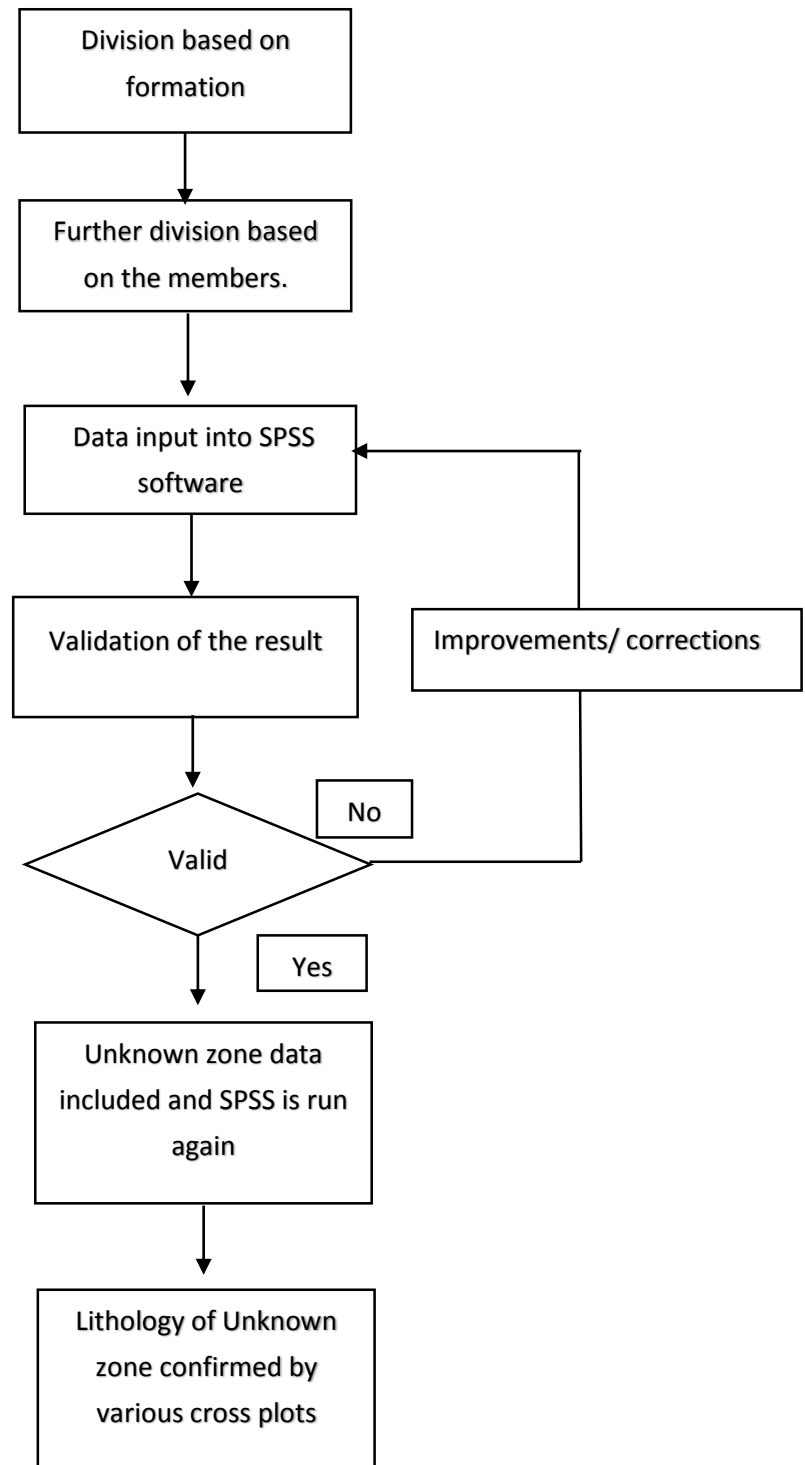 Division based on
formation
Further division based
on the members.
Data input into SPSS
software
Validation of the result
Improvements/ corrections
No
Valid
Yes
Unknown zone data
included and SPSS is run
again
Lithology of Unknown
zone confirmed by
various cross plots